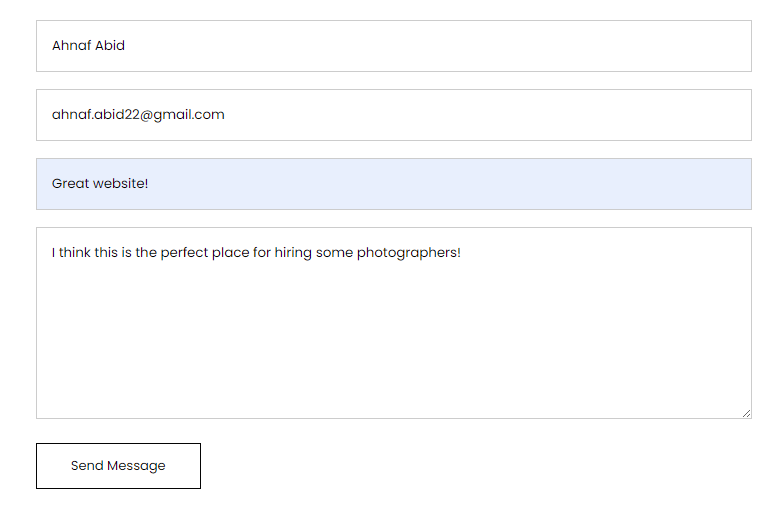 Ahnaf Abid
ahnaf.abid22@gmail.com
Great website!
I think this is the perfect place for hiring some photographers!
Send Message